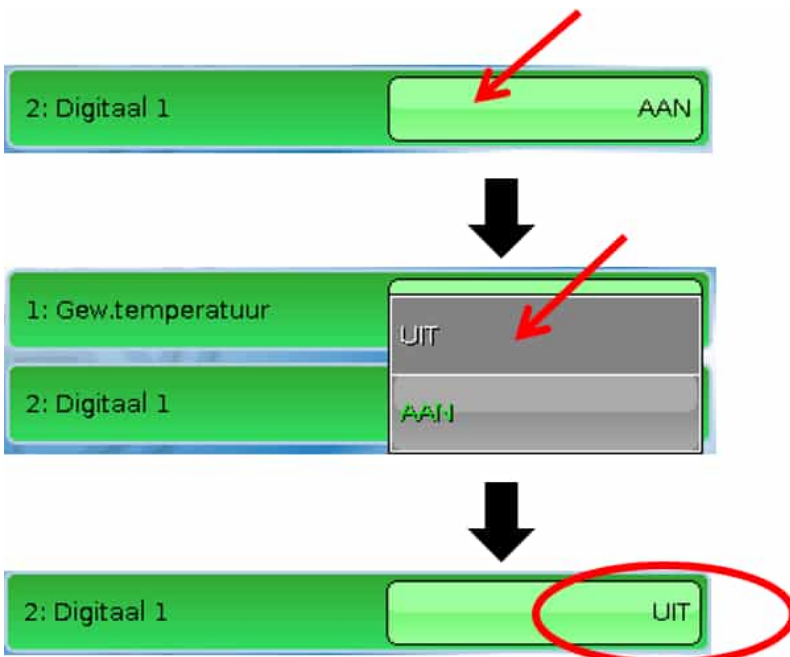 2: Digitaal 1 AAN
1: Gew.temperatuur
UIT
2: Digitaal 1
AAN
2: Digitaal 1 UIT